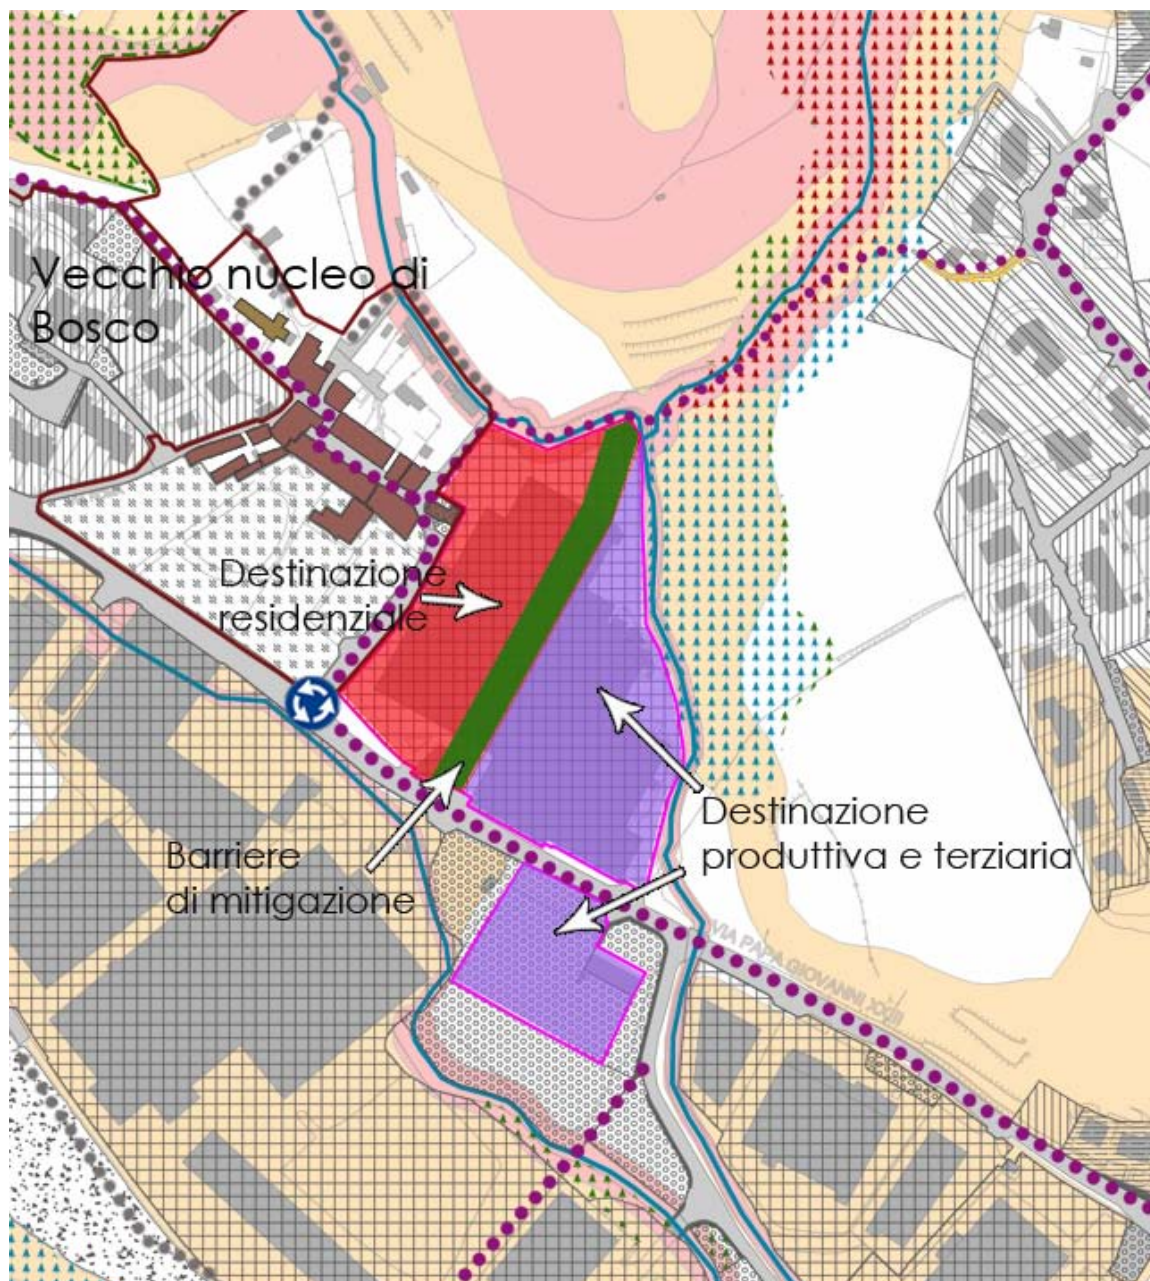 Vecchio nucleo di
Bosco
Destinazione
residenziale
Destinazione
produttiva e terziaria
Barriere
di mitigazione
VIA PAPA GIOVANNI XXIII